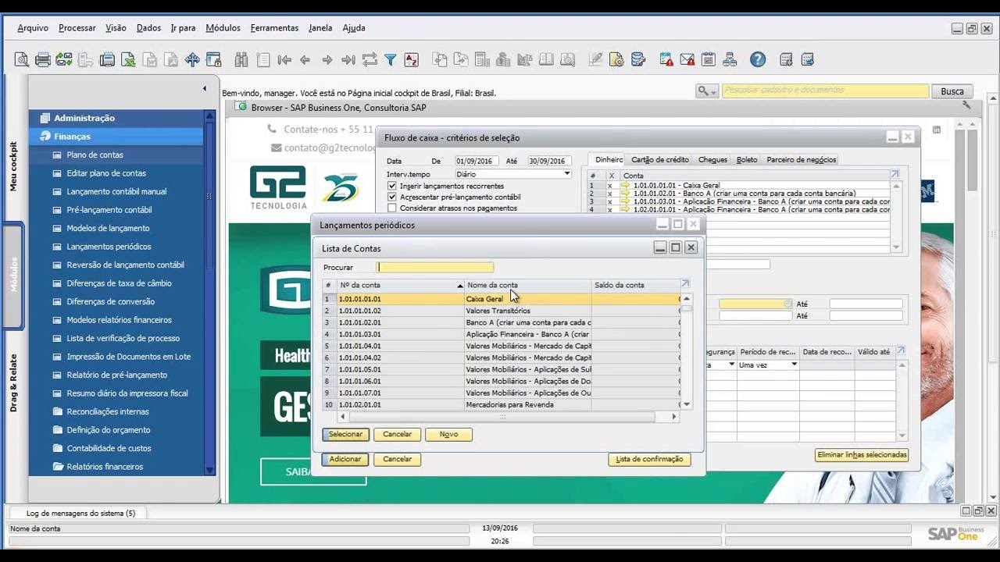 Arquivo Processar Visão Dados Ir para Módulos Ferramentas Janela Ajuda
Bem-vindo, manager. Você está no Página inicial cockpit de Brasil, Filial: Brasil.
Pesquisar cadastro e documentos
Busca
Meu cockpit
Módulos
Drag & Relate
Administração
Finanças
Plano de contas
Editar plano de contas
Lançamento contábil manual
Pré-lançamento contábil
Modelos de lançamento
Lançamentos periódicos
Reversão de lançamento contábil
Diferenças de taxa de câmbio
Diferenças de conversão
Modelos relatórios financeiros
Lista de verificação de processo
Impressão de Documentos em Lote
Relatório de pré-lançamento
Resumo diário da impressora fiscal
Reconciliações internas
Definição do orçamento
Contabilidade de custos
Relatórios financeiros
Browser - SAP Business One, Consultoria SAP
Contate-nos + 55 11
contato@g2tecnolog
G2
TECNOLOGIA
25
Health
GES
SAIBA
Fluxo de caixa - critérios de seleção
Data De 01/09/2016 Até 30/09/2016
Interv.tempo Diário
Inserir lançamentos recorrentes
Acrescentar pré-lançamento contábil
Considerar atrasos nos pagamentos
Dinheiro Cartão de crédito Cheques Boleto Parceiro de negócios
# X Conta
1 x 1.01.01.01.01 - Caixa Geral
2 x 1.01.01.02.01 - Banco A (criar uma conta para cada conta bancária)
3 x 1.01.01.03.01 - Aplicação Financeira - Banco A (criar uma conta para cada con
4 x 1.02.01.01.01 - Aplicação Financeira - Banco A (criar uma conta para cada con
Até
Até
egurança Período de rec... Data de reco... Válido até
Uma vez
Eliminar linhas selecionadas
Lançamentos periódicos
Lista de Contas
Procurar
# Nº da conta Nome da conta Saldo da conta
1 1.01.01.01.01 Caixa Geral
2 1.01.01.01.02 Valores Transitórios
3 1.01.01.02.01 Banco A (criar uma conta para cada c
4 1.01.01.03.01 Aplicação Financeira - Banco A (criar
5 1.01.01.04.01 Valores Mobiliários - Mercado de Capit
6 1.01.01.04.02 Valores Mobiliários - Mercado de Capit
7 1.01.01.05.01 Valores Mobiliários - Aplicações de Sul
8 1.01.01.06.01 Valores Mobiliários - Aplicações de Do
9 1.01.01.07.01 Valores Mobiliários - Aplicações de Ou
10 1.01.02.01.01 Mercadorias para Revenda
Selecionar Cancelar Novo
Adicionar Cancelar Lista de confirmação
Log de mensagens do sistema (5)
Nome da conta
13/09/2016
20:26
SAP Business One